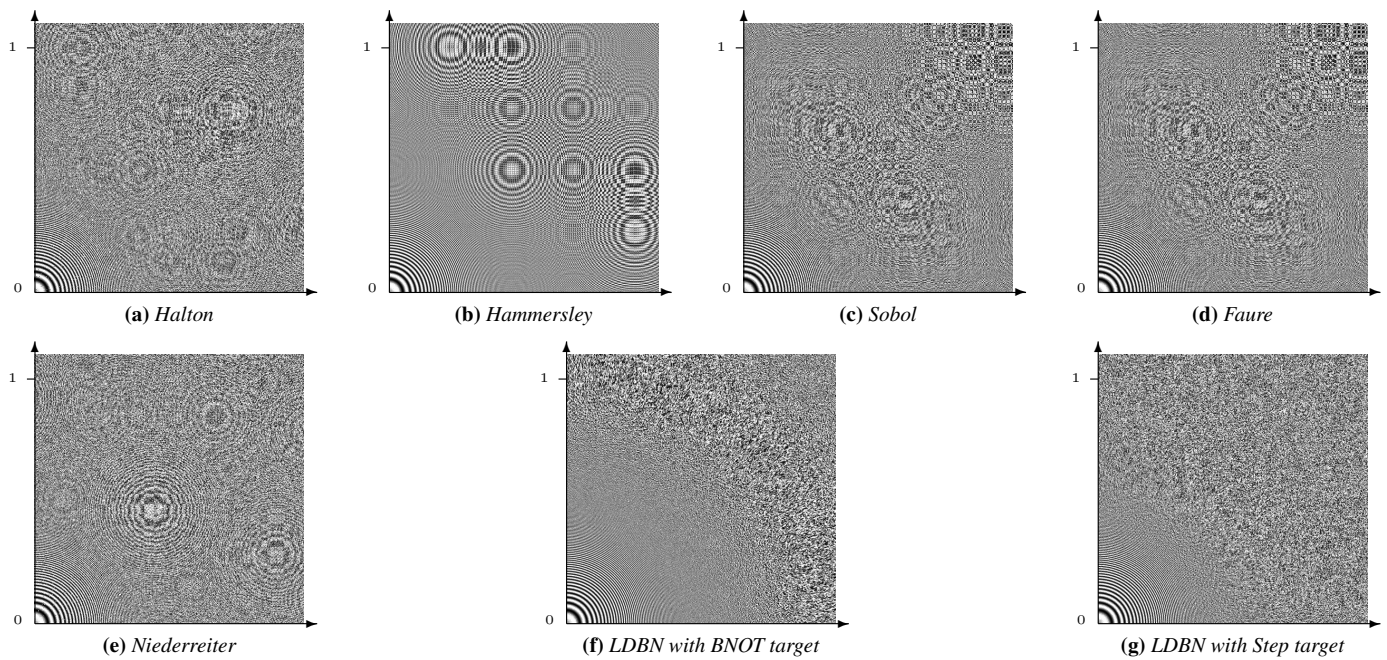 1 1 1 1
0 0 0 0
(a) Halton (b) Hammersley (c) Sobol (d) Faure
1 1 1
0 0 0
(e) Niederreiter (f) LDBN with BNOT target (g) LDBN with Step target